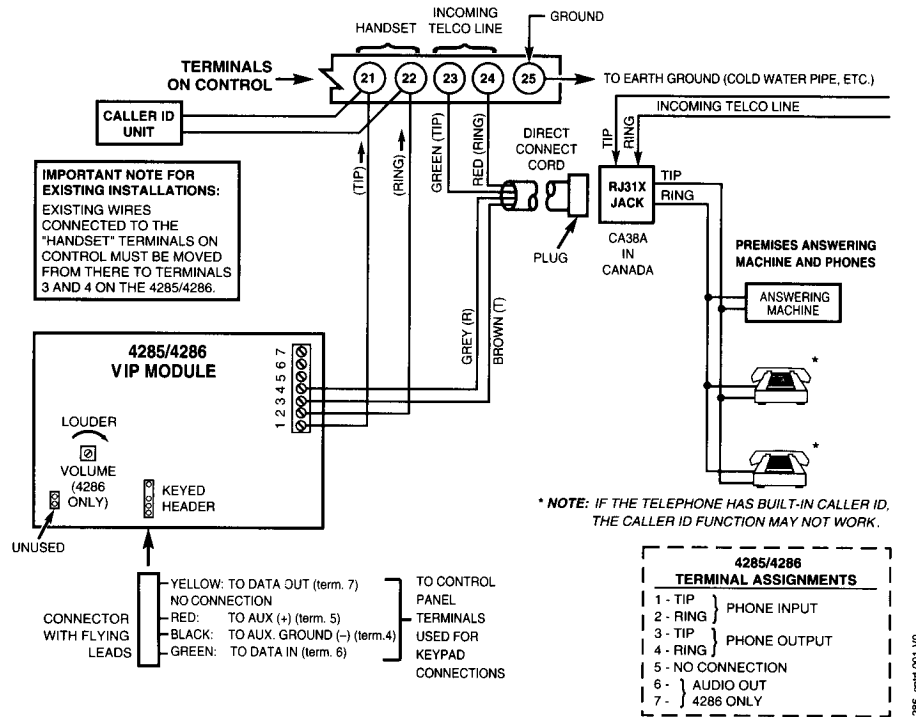 INCOMING
HANDSET TELCO LINE
GROUND
TERMINALS
ON CONTROL
21 22 23 24 25
TO EARTH GROUND (COLD WATER PIPE, ETC.)
INCOMING TELCO LINE
CALLER ID
UNIT
(TIP)
(RING)
GREEN (TIP)
RED (RING)
DIRECT
CONNECT
CORD
TIP
RING
RJ31X
JACK
TIP
RING
PLUG
CA38A
IN
CANADA
IMPORTANT NOTE FOR
EXISTING INSTALLATIONS:
EXISTING WIRES
CONNECTED TO THE
"HANDSET" TERMINALS ON
CONTROL MUST BE MOVED
FROM THERE TO TERMINALS
3 AND 4 ON THE 4285/4286.
PREMISES ANSWERING
MACHINE AND PHONES
ANSWERING
MACHINE
*
*
GREY (R)
BROWN (T)
4285/4286
VIP MODULE
1 2 3 4 5 6 7
LOUDER
VOLUME
(4286
ONLY)
UNUSED
KEYED
HEADER
* NOTE: IF THE TELEPHONE HAS BUILT-IN CALLER ID,
THE CALLER ID FUNCTION MAY NOT WORK.
CONNECTOR
WITH FLYING
LEADS
YELLOW: TO DATA OUT (term. 7)
NO CONNECTION
RED: TO AUX (+) (term. 5)
BLACK: TO AUX. GROUND (–) (term.4)
GREEN: TO DATA IN (term. 6)
TO CONTROL
PANEL
TERMINALS
USED FOR
KEYPAD
CONNECTIONS
4285/4286
TERMINAL ASSIGNMENTS
1 - TIP
2 - RING
PHONE INPUT
3 - TIP
4 - RING
PHONE OUTPUT
5 - NO CONNECTION
6 -
7 -
AUDIO OUT
4286 ONLY